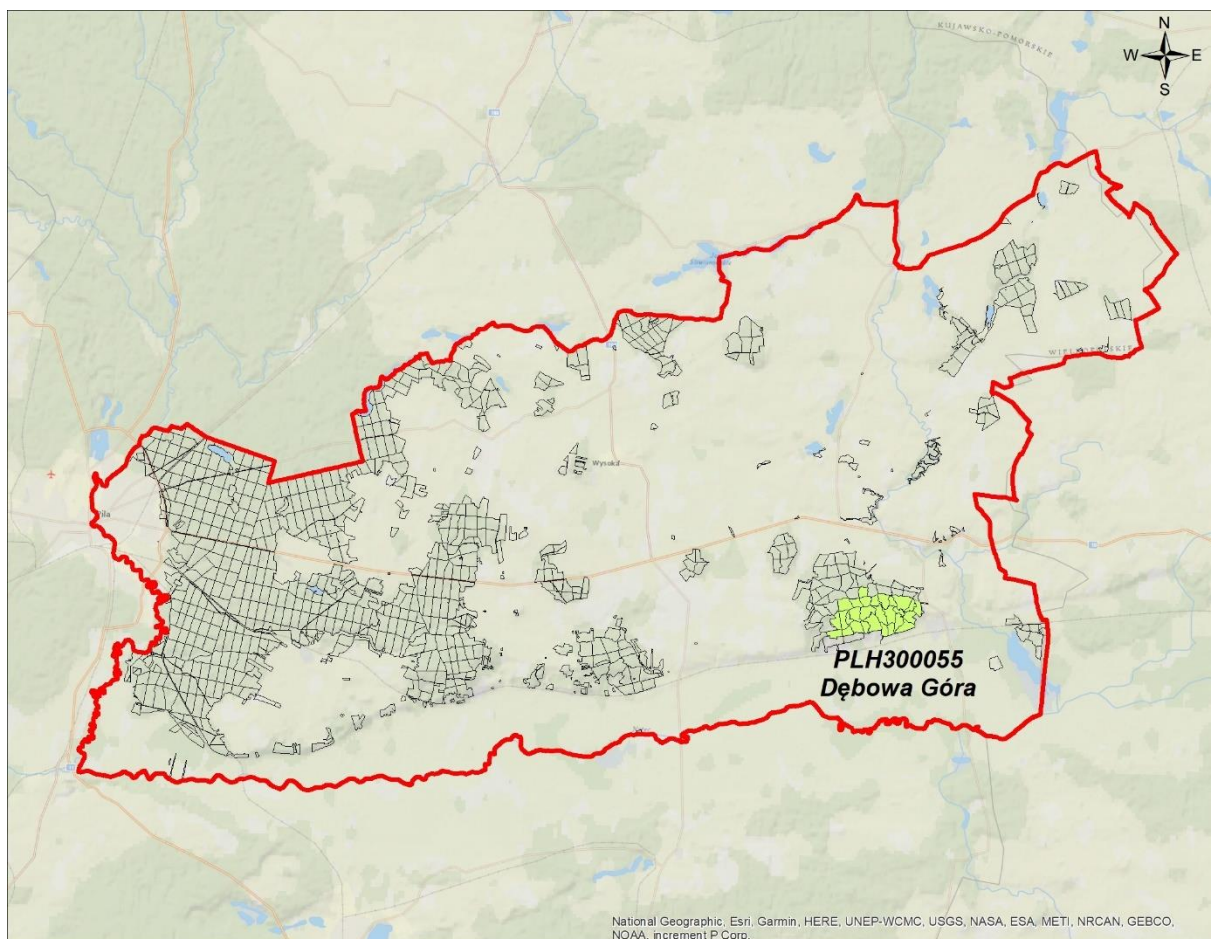 N
KUJAWSKO-POMORSKIE
W E
S
WIELKOPOLSKIE
Wysoka
Piła
PLH300055
Dębowa Góra
National Geographic, Esri, Garmin, HERE, UNEP-WCMC, USGS, NASA, ESA, METI, NRCAN, GEBCO,
NOAA, increment P Corp.